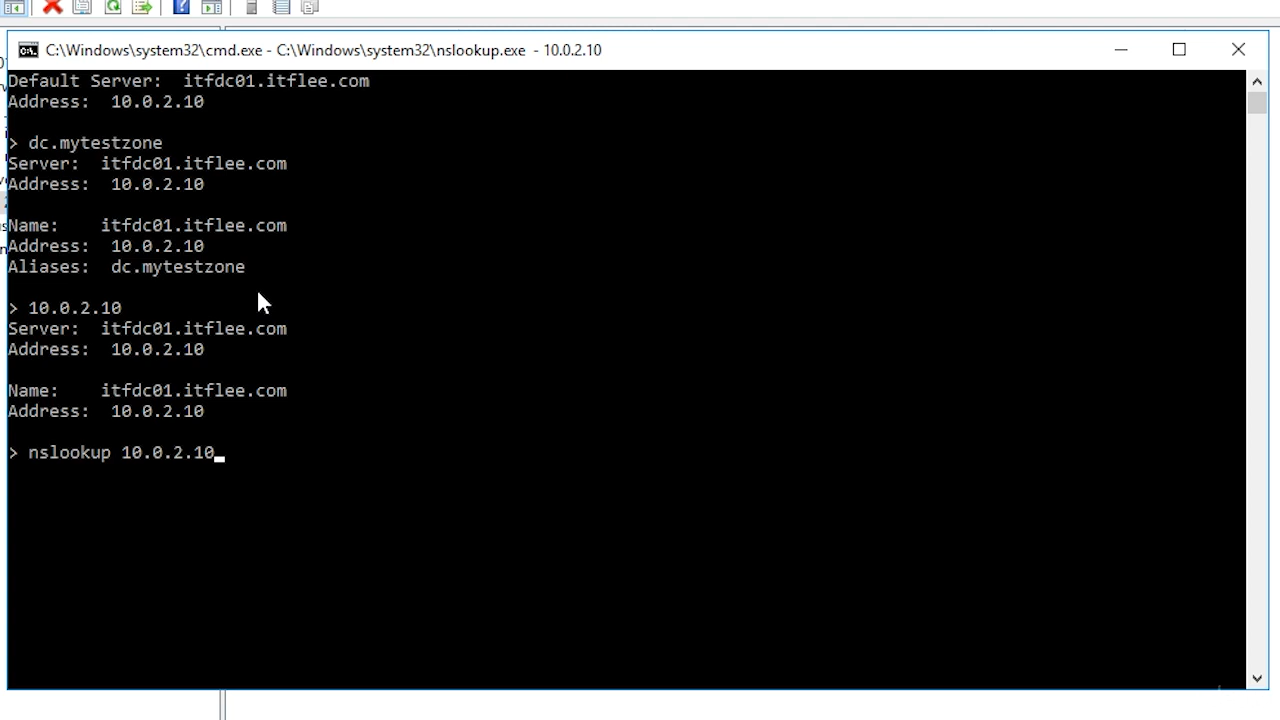 C:\Windows\system32\cmd.exe - C:\Windows\system32\nslookup.exe - 10.0.2.10
Default Server:  itfdc01.itflee.com
Address:  10.0.2.10
> dc.mytestzone
Server:  itfdc01.itflee.com
Address:  10.0.2.10
Name:    itfdc01.itflee.com
Address:  10.0.2.10
Aliases:  dc.mytestzone
> 10.0.2.10
Server:  itfdc01.itflee.com
Address:  10.0.2.10
Name:    itfdc01.itflee.com
Address:  10.0.2.10
> nslookup 10.0.2.10_